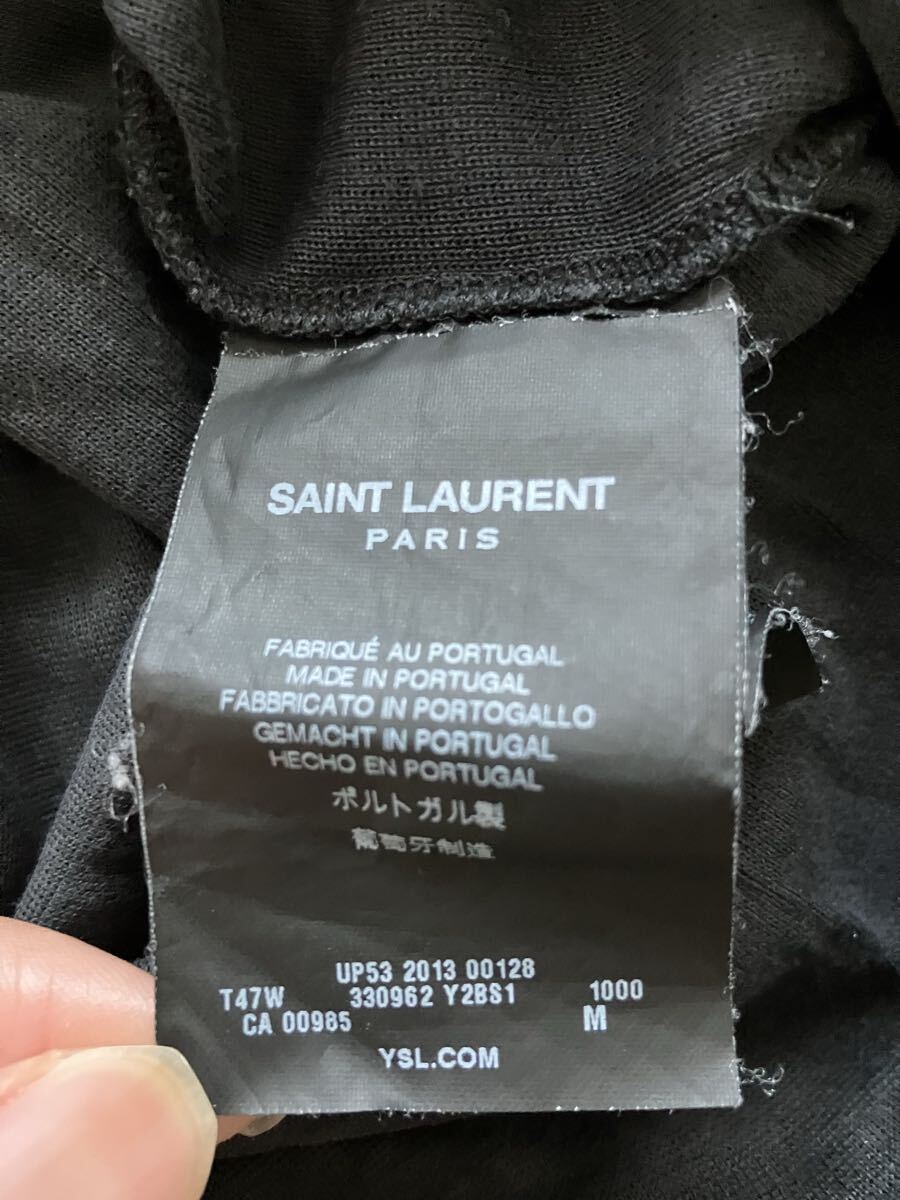 SAINT LAURENT
PARIS
FABRIQUÉ AU PORTUGAL
MADE IN PORTUGAL
FABBRICATO IN PORTOGALLO
GEMACHT IN PORTUGAL
HECHO EN PORTUGAL
ポルトガル製
葡萄牙制造
UP53 2013 00128
T47W 330962 Y2BS1 1000
CA 00985 M
YSL.COM